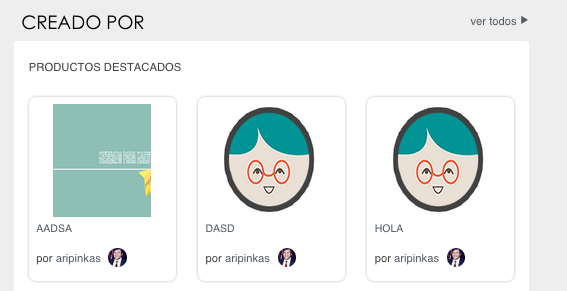 CREADO POR
ver todos
PRODUCTOS DESTACADOS
AADSA
DASD
HOLA
por aripinkas
por aripinkas
por aripinkas